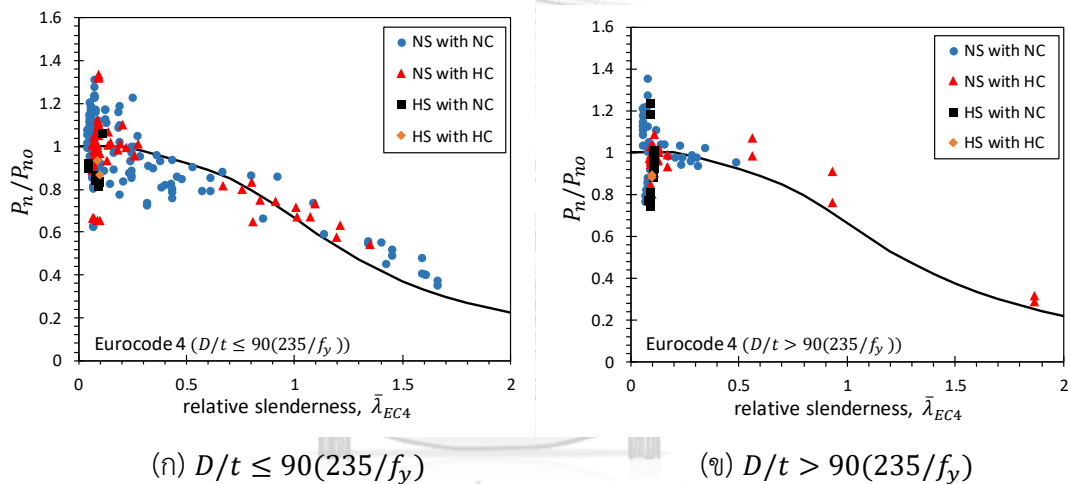 1.6
1.4
1.2
1
0.8
0.6
0.4
0.2
0
P_n/P_no
NS with NC
NS with HC
HS with NC
HS with HC
Eurocode 4 (D/t ≤ 90(235/f_y ))
0 0.5 1 1.5 2
relative slenderness, λ̄_EC4
(ก) D/t ≤ 90(235/f_y)
1.6
1.4
1.2
1
0.8
0.6
0.4
0.2
0
P_n/P_no
NS with NC
NS with HC
HS with NC
HS with HC
Eurocode 4 (D/t > 90(235/f_y ))
0 0.5 1 1.5 2
relative slenderness, λ̄_EC4
(ข) D/t > 90(235/f_y)